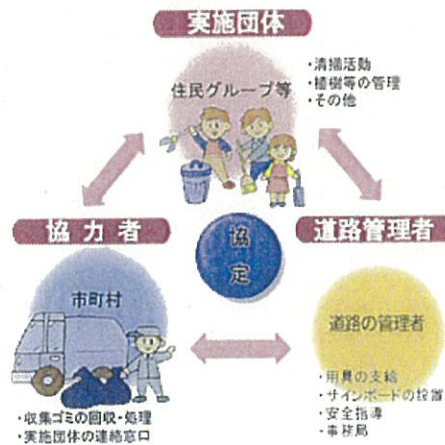 実施団体
住民グループ等
・清掃活動
・植樹等の管理
・その他
協力者
協定
道路管理者
市町村
道路の管理者
・収集ゴミの回収・処理
・実施団体の連絡窓口
・用具の支給
・サインボードの設置
・安全指導
・事務局